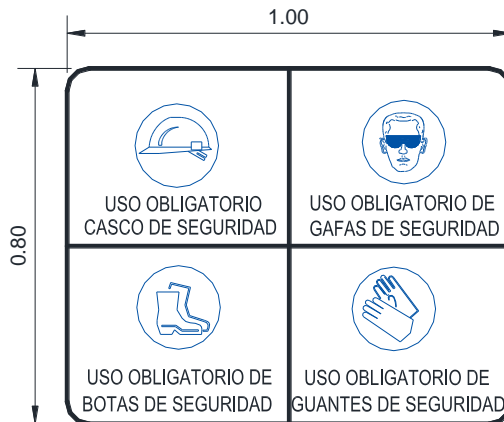 1.00
0.80
USO OBLIGATORIO
CASCO DE SEGURIDAD
USO OBLIGATORIO DE
GAFAS DE SEGURIDAD
USO OBLIGATORIO DE
BOTAS DE SEGURIDAD
USO OBLIGATORIO DE
GUANTES DE SEGURIDAD